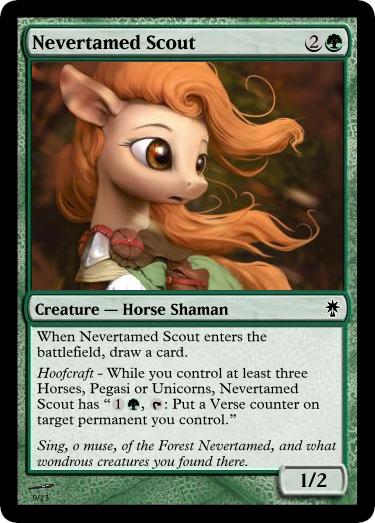 Nevertamed Scout 2
Creature — Horse Shaman
When Nevertamed Scout enters the
battlefield, draw a card.
Hoofcraft - While you control at least three
Horses, Pegasi or Unicorns, Nevertamed
Scout has “ 1 , : Put a Verse counter on
target permanent you control.”
Sing, o muse, of the Forest Nevertamed, and what
wondrous creatures you found there.
1/2
9/13